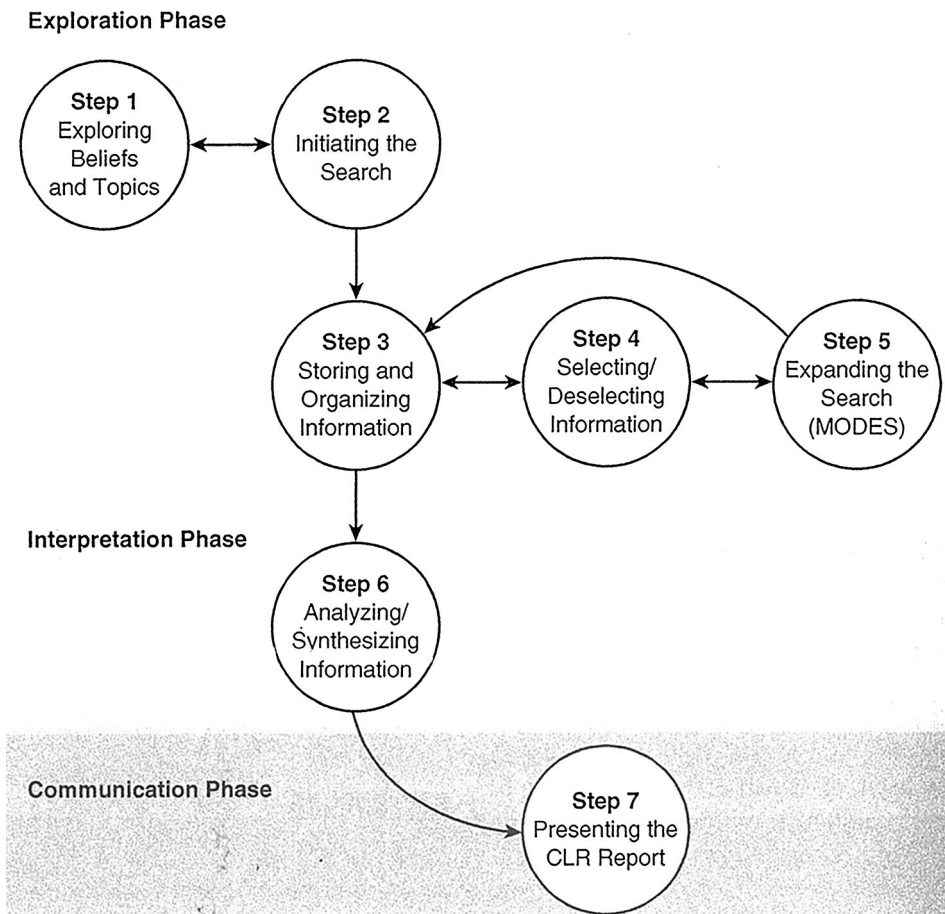 Exploration Phase
Step 1
Exploring
Beliefs
and Topics
Step 2
Initiating the
Search
Step 3
Storing and
Organizing
Information
Step 4
Selecting/
Deselecting
Information
Step 5
Expanding the
Search
(MODES)
Interpretation Phase
Step 6
Analyzing/
Synthesizing
Information
Communication Phase
Step 7
Presenting the
CLR Report